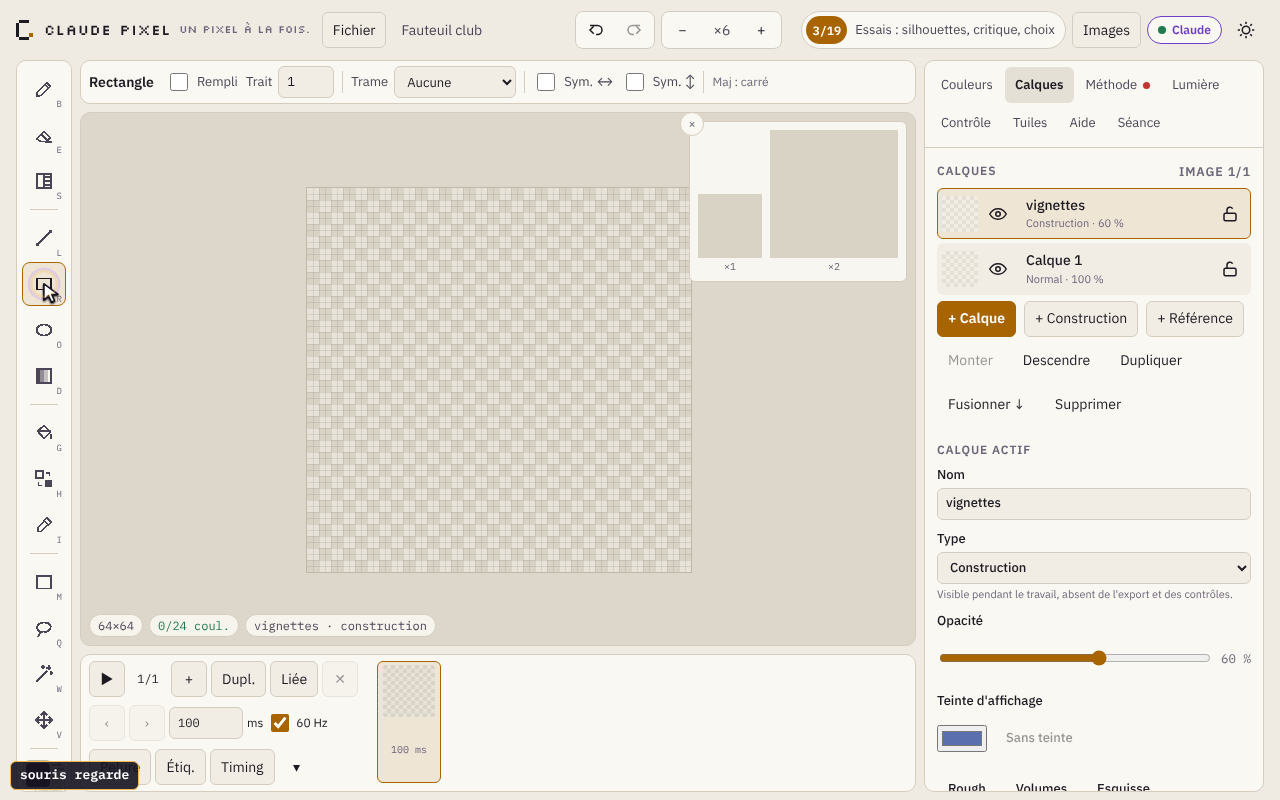 CLAUDE PIXEL UN PIXEL À LA FOIS. Fichier Fauteuil club − ×6 + 3/19 Essais : silhouettes, critique, choix Images Claude
Rectangle Rempli Trait 1 Trame Aucune Sym. ↔ Sym. ↕ Maj : carré
B
E
S
L
R
O
D
G
H
I
M
Q
W
V
×
×1 ×2
64×64 0/24 coul. vignettes · construction
1/1 + Dupl. Liée ×
‹ › 100 ms 60 Hz
Étiq. Timing ▼
100 ms
souris regarde
Couleurs Calques Méthode Lumière
Contrôle Tuiles Aide Séance
CALQUES IMAGE 1/1
vignettes
Construction · 60 %
Calque 1
Normal · 100 %
+ Calque + Construction + Référence
Monter Descendre Dupliquer
Fusionner ↓ Supprimer
CALQUE ACTIF
Nom
vignettes
Type
Construction
Visible pendant le travail, absent de l'export et des contrôles.
Opacité
60 %
Teinte d'affichage
Sans teinte
Rough Volumes Esquisse